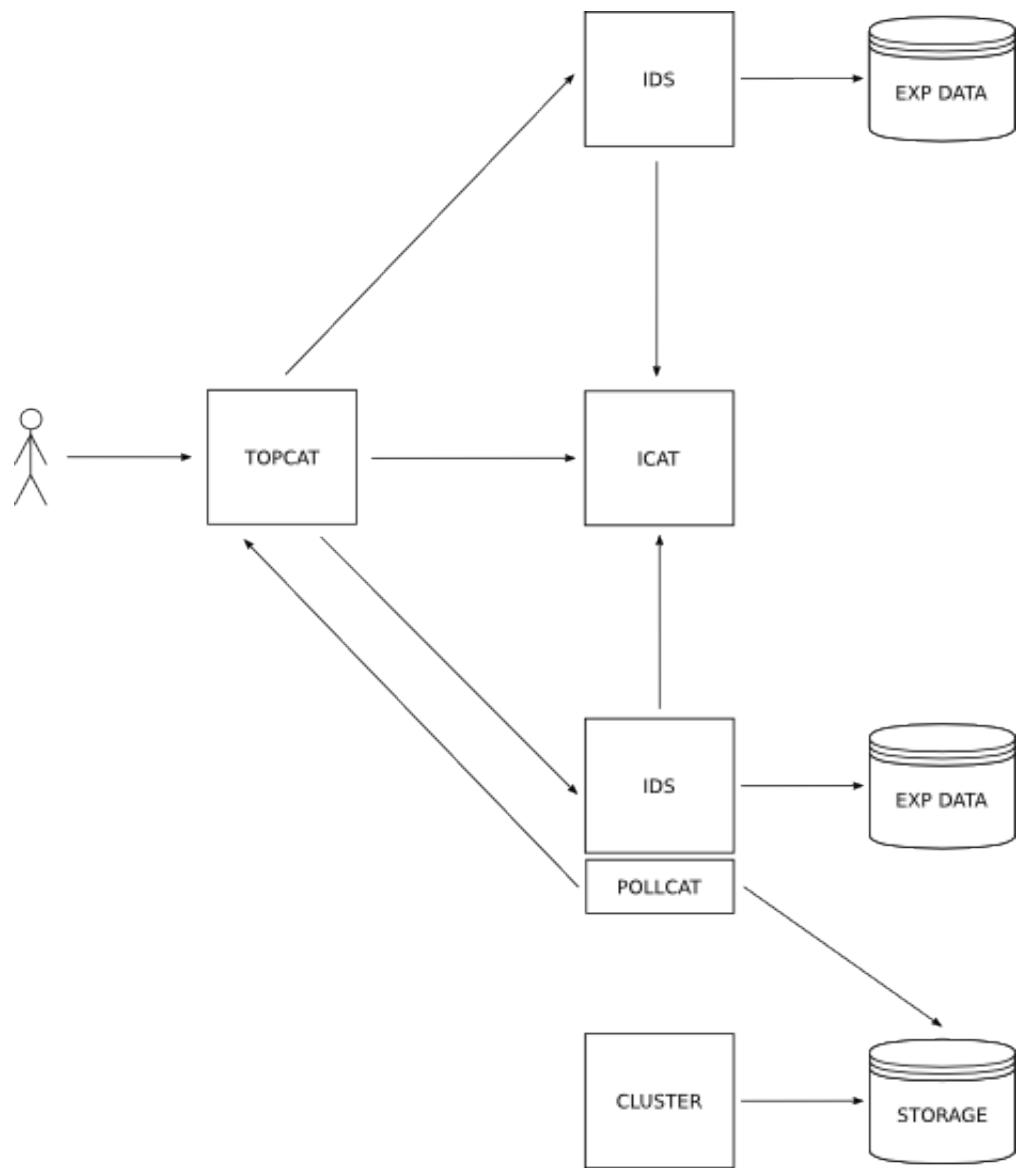 IDS
EXP DATA
TOPCAT
ICAT
IDS
EXP DATA
POLLCAT
CLUSTER
STORAGE